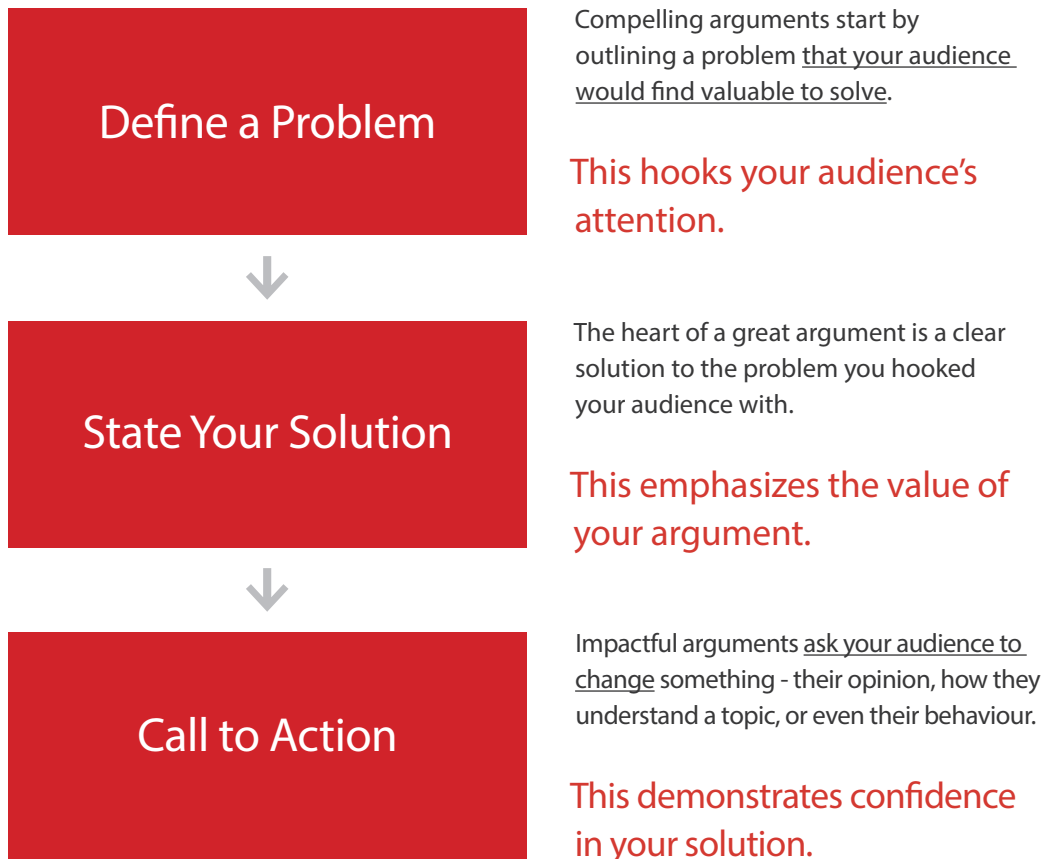 Define a Problem
Compelling arguments start by
outlining a problem that your audience
would find valuable to solve.
This hooks your audience’s
attention.
State Your Solution
The heart of a great argument is a clear
solution to the problem you hooked
your audience with.
This emphasizes the value of
your argument.
Call to Action
Impactful arguments ask your audience to
change something - their opinion, how they
understand a topic, or even their behaviour.
This demonstrates confidence
in your solution.